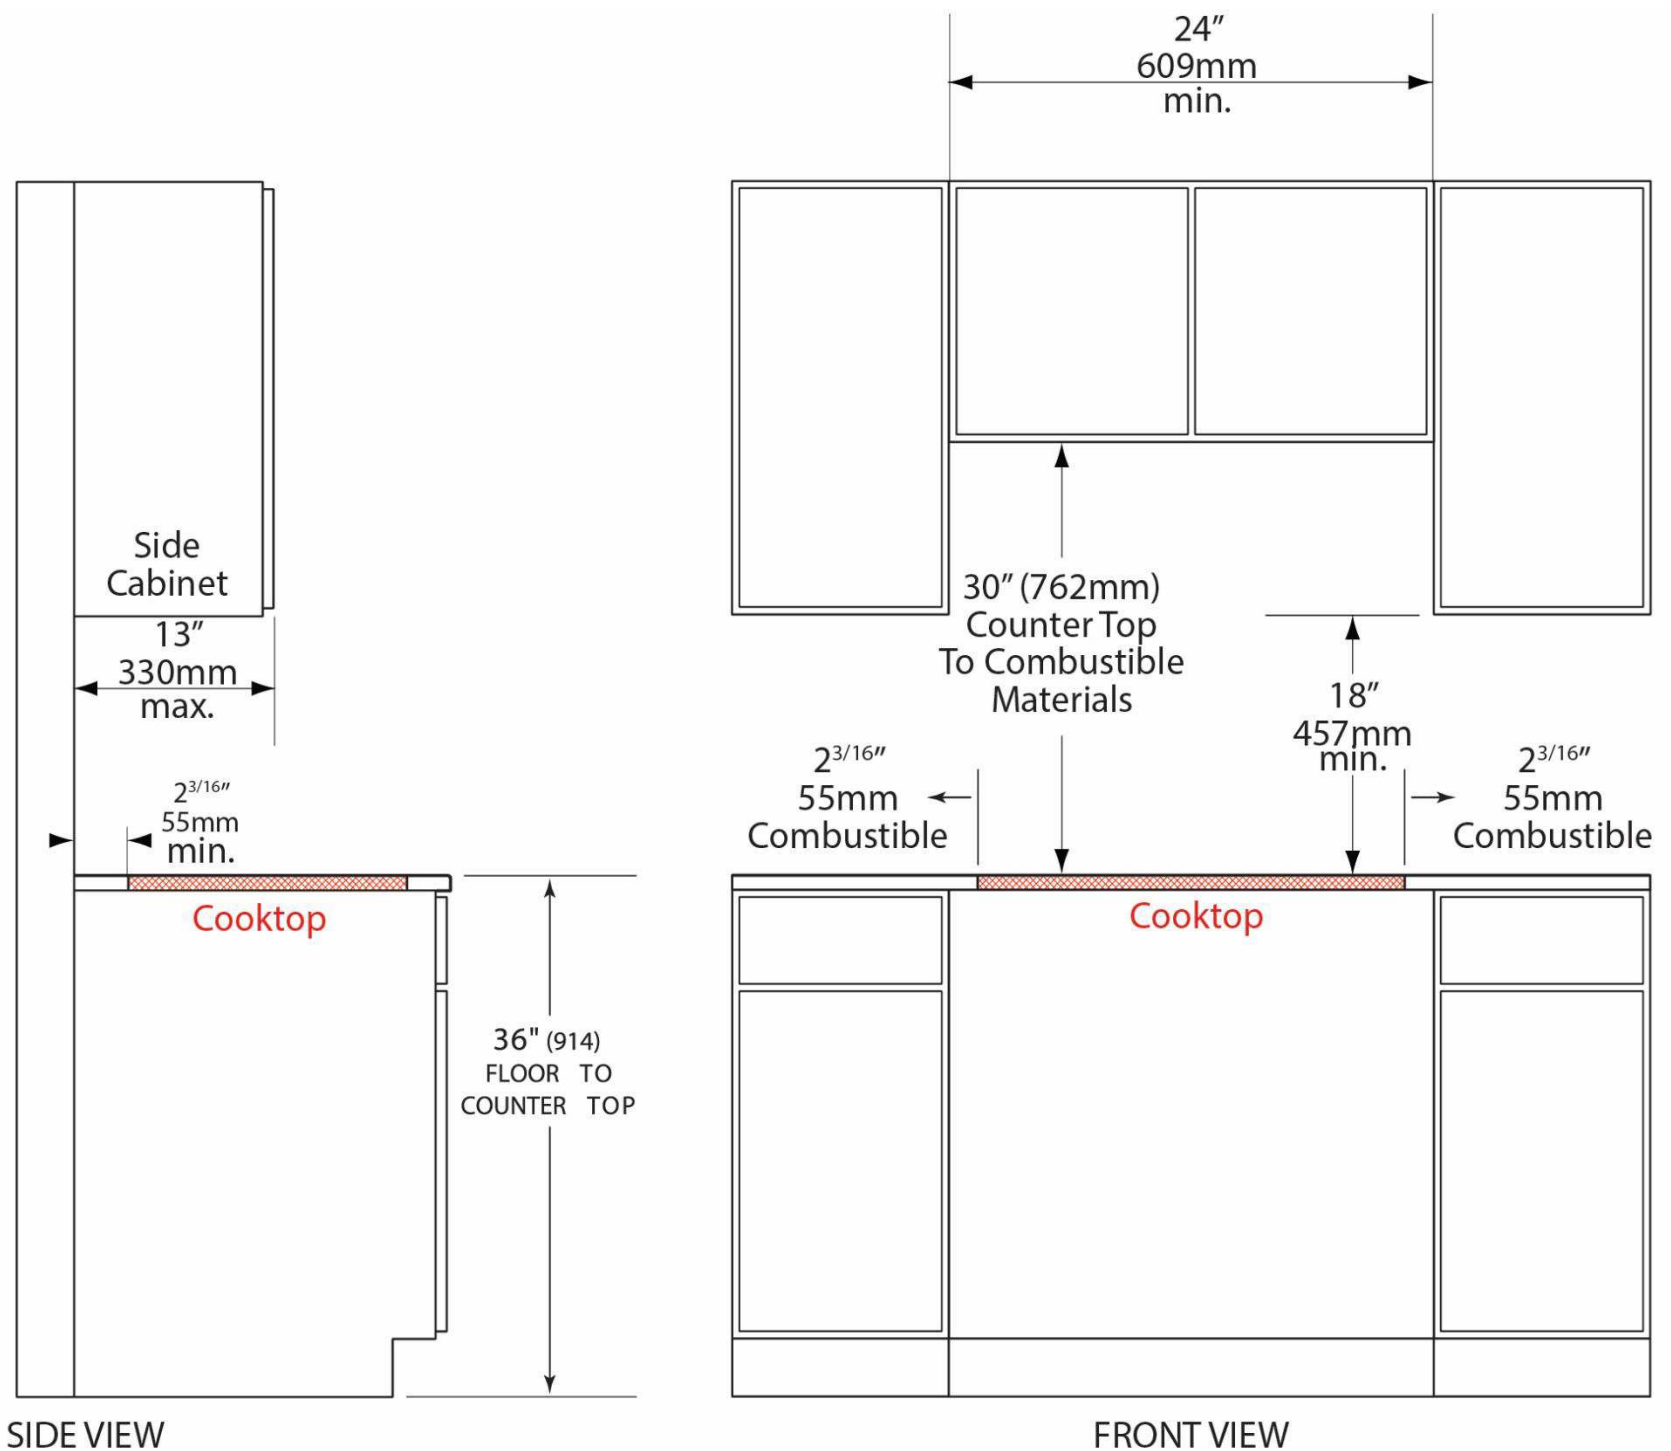 24″
609mm
min.
Side
Cabinet
13″
330mm
max.
30″ (762mm)
Counter Top
To Combustible
Materials
18″
457mm
min.
2 3/16″
55mm
min.
2 3/16″
55mm
Combustible
2 3/16″
55mm
Combustible
Cooktop
Cooktop
36" (914)
FLOOR TO
COUNTER TOP
SIDE VIEW
FRONT VIEW